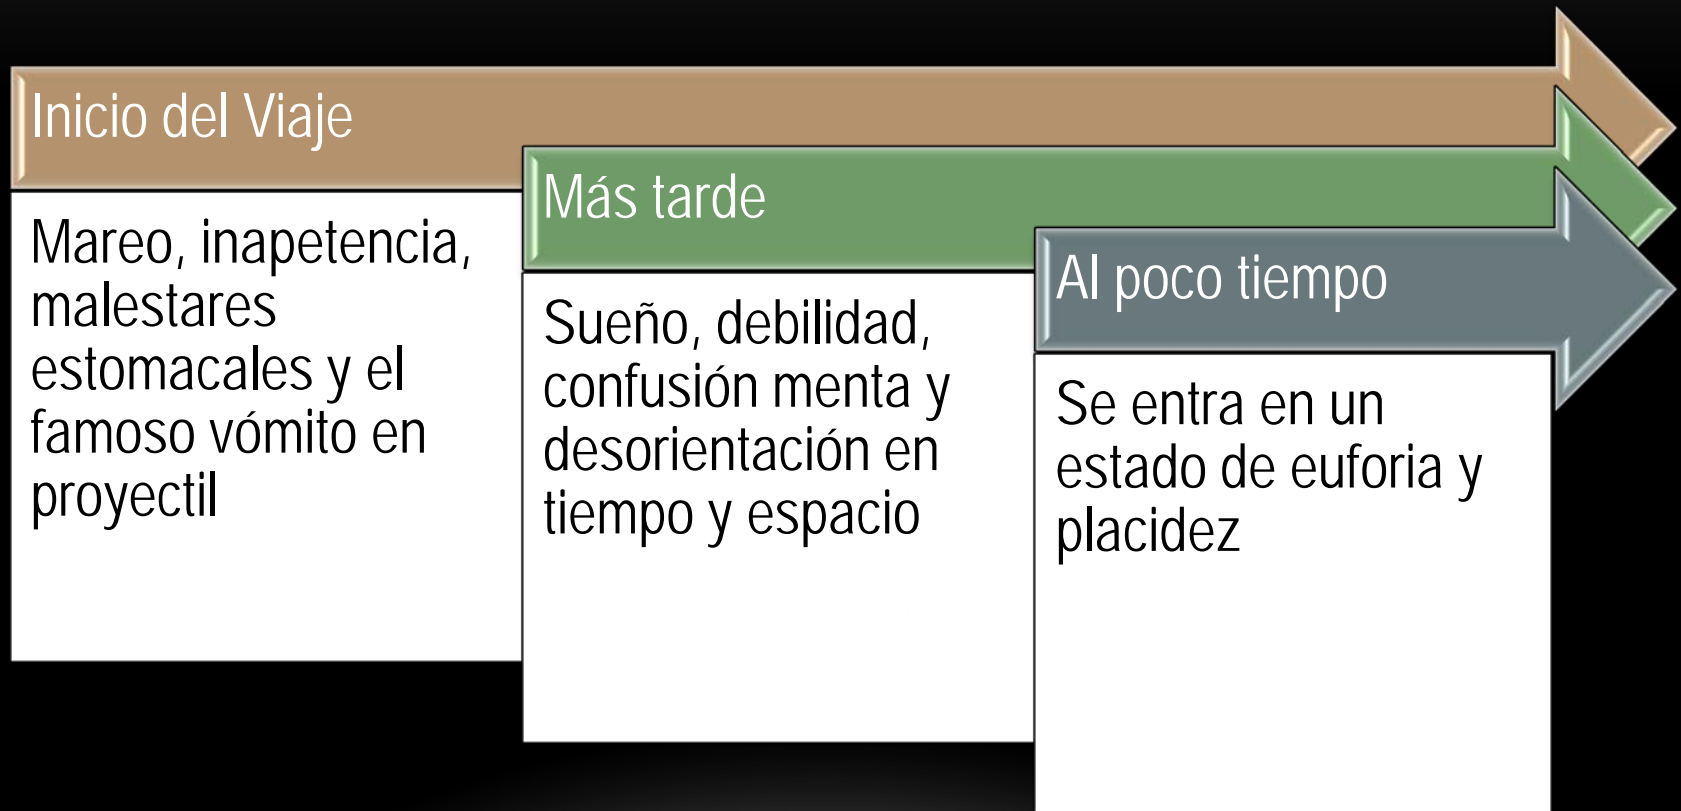 Inicio del Viaje
Mareo, inapetencia,
malestares
estomacales y el
famoso vómito en
proyectil
Más tarde
Sueño, debilidad,
confusión menta y
desorientación en
tiempo y espacio
Al poco tiempo
Se entra en un
estado de euforia y
placidez